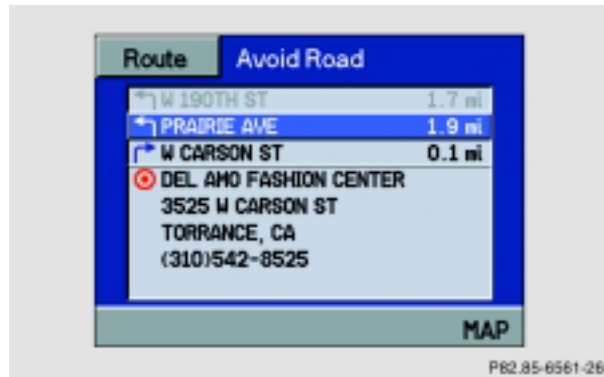 Route Avoid Road
W 190TH ST 1.7 mi
PRAIRIE AVE 1.9 mi
W CARSON ST 0.1 mi
DEL AMO FASHION CENTER
3525 W CARSON ST
TORRANCE, CA
(310)542-8525
MAP
P82.85-6561-26